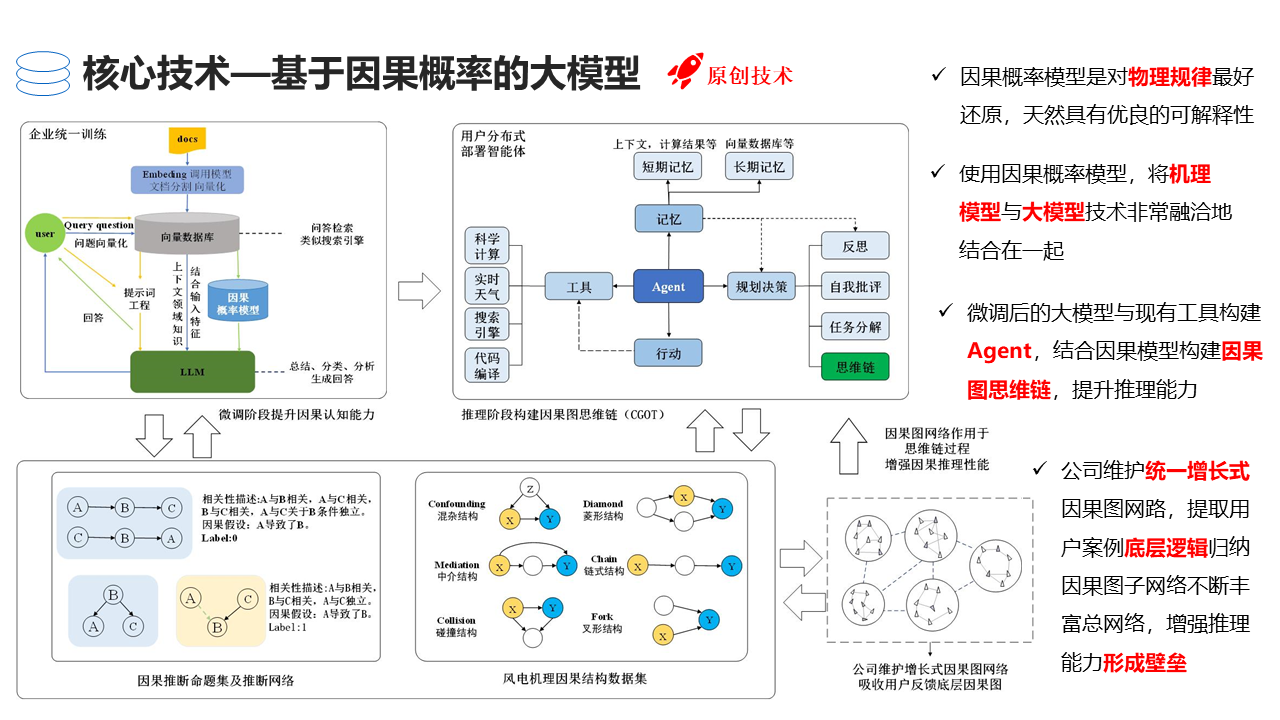 核心技术—基于因果概率的大模型
原创技术
企业统一训练
docs
Embeding 调用模型
文档分割 向量化
user
Query question
问题向量化
向量数据库
问答检索
类似搜索引擎
提示词
工程
上下文领域知识
结合输入特征
因果
概率模型
回答
LLM
总结、分类、分析
生成回答
微调阶段提升因果认知能力
用户分布式
部署智能体
上下文，计算结果等
向量数据库等
短期记忆
长期记忆
记忆
科学
计算
实时
天气
搜索
引擎
代码
编译
工具
Agent
规划决策
行动
反思
自我批评
任务分解
思维链
推理阶段构建因果图思维链（CGOT）
因果图网络作用于
思维链过程
增强因果推理性能
A
B
C
C
B
A
相关性描述:A与B相关，A与C相关，
B与C相关，A与C关于B条件独立。
因果假设：A导致了B。
Label:0
B
A
C
A
C
B
相关性描述:A与B相关，
B与C相关，A与C独立。
因果假设：A导致了B。
Label:1
因果推断命题集及推断网络
Confounding
混杂结构
Z
X
Y
Diamond
菱形结构
X
Y
Mediation
中介结构
X
Y
Chain
链式结构
X
Y
Collision
碰撞结构
X
Y
Fork
叉形结构
X
Y
风电机理因果结构数据集
公司维护增长式因果图网络
吸收用户反馈底层因果图
✓ 因果概率模型是对物理规律最好
还原，天然具有优良的可解释性
✓ 使用因果概率模型，将机理
模型与大模型技术非常融洽地
结合在一起
✓ 微调后的大模型与现有工具构建
Agent，结合因果模型构建因果
图思维链，提升推理能力
✓ 公司维护统一增长式
因果图网路，提取用
户案例底层逻辑归纳
因果图子网络不断丰
富总网络，增强推理
能力形成壁垒